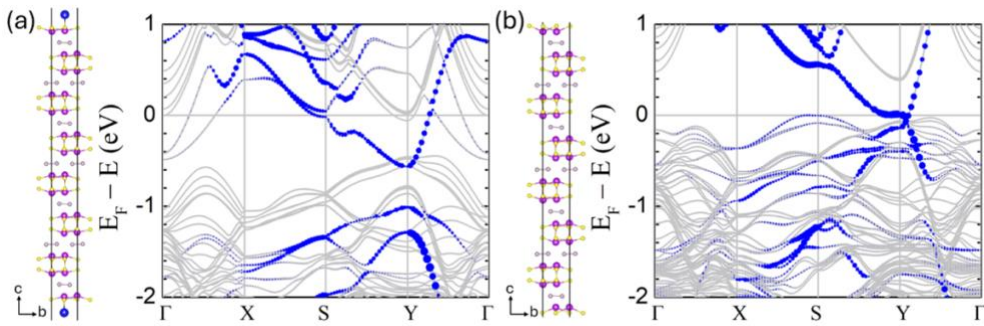 (a)
c
b
E_F – E (eV)
1
0
-1
-2
Γ X S Y Γ
(b)
c
b
E_F – E (eV)
1
0
-1
-2
Γ X S Y Γ